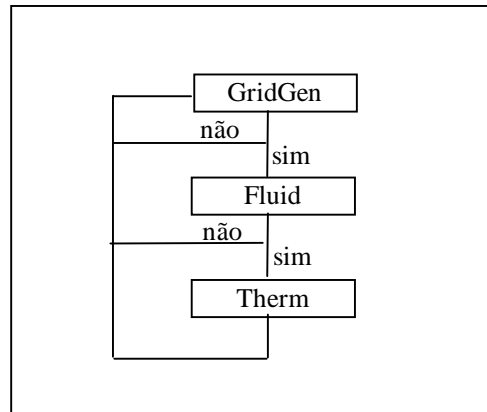 GridGen
não
sim
Fluid
não
sim
Therm